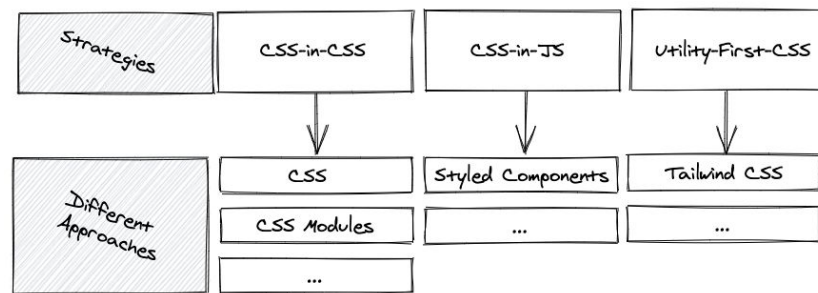 Strategies
CSS-in-CSS
CSS-in-JS
Utility-First-CSS
Different
Approaches
CSS
Styled Components
Tailwind CSS
CSS Modules
...
...
...